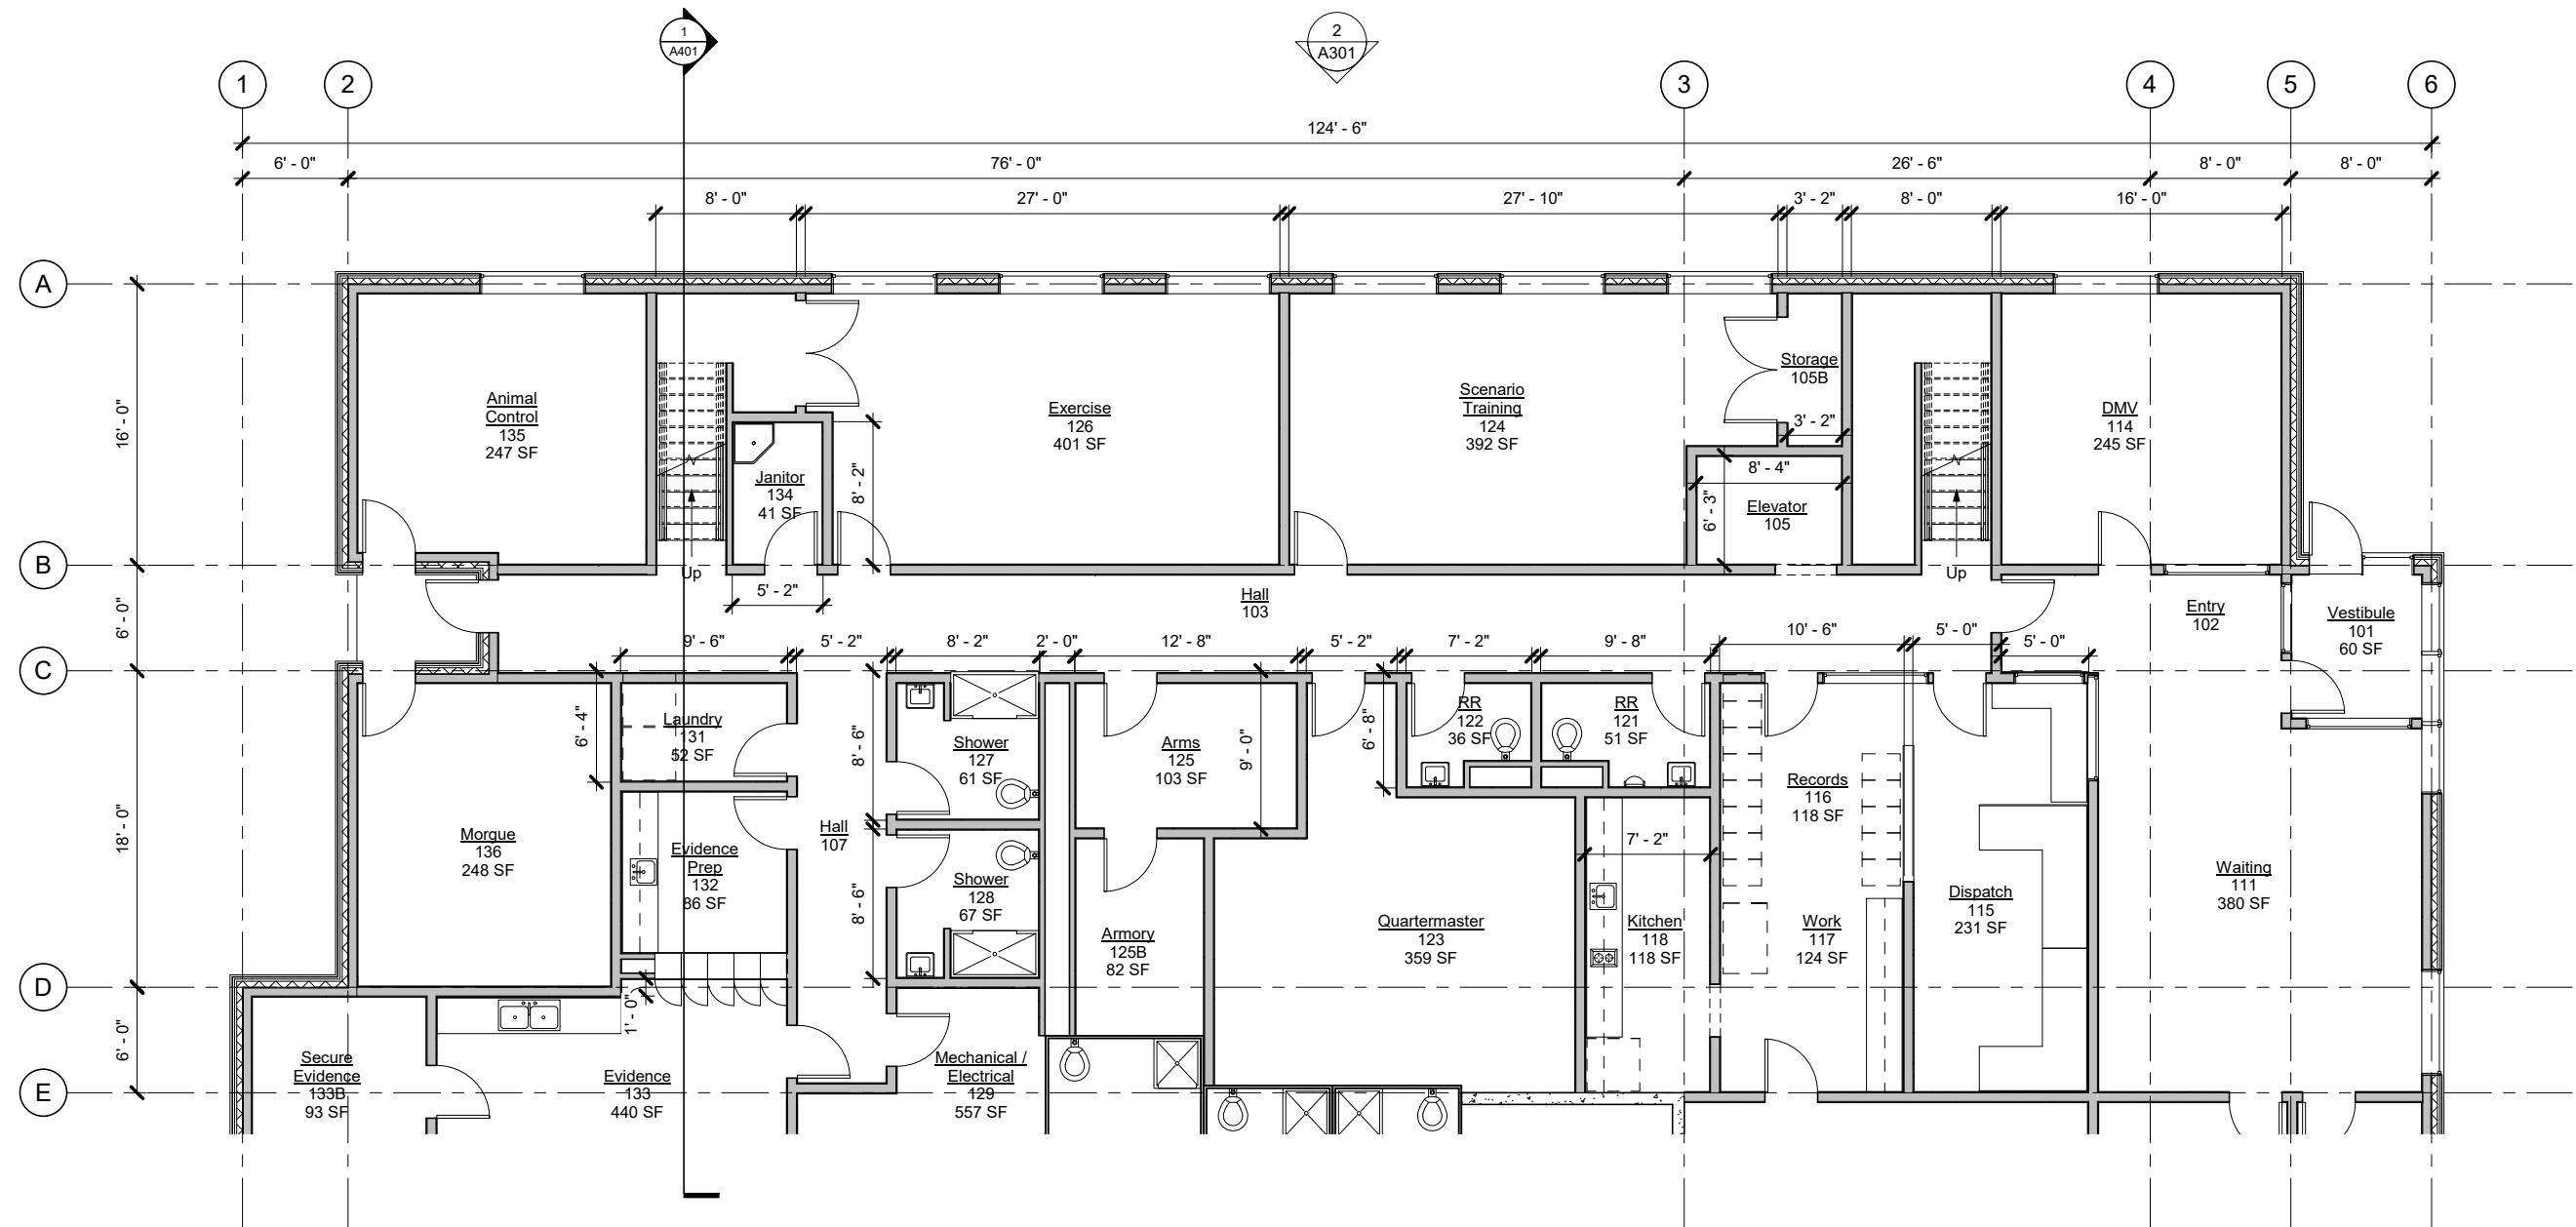 1
A401
2
A301
1
2
3
4
5
6
124' - 6"
6' - 0"
76' - 0"
26' - 6"
8' - 0"
8' - 0"
8' - 0"
27' - 0"
27' - 10"
3' - 2"
8' - 0"
16' - 0"
A
B
C
D
E
16' - 0"
6' - 0"
18' - 0"
6' - 0"
Animal
Control
135
247 SF
Exercise
126
401 SF
Scenario
Training
124
392 SF
Storage
105B
3' - 2"
8' - 4"
6' - 3"
Elevator
105
DMV
114
245 SF
Janitor
134
41 SF
8' - 2"
5' - 2"
Up
Up
Hall
103
Entry
102
Vestibule
101
60 SF
9' - 6"
5' - 2"
8' - 2"
2' - 0"
12' - 8"
5' - 2"
7' - 2"
9' - 8"
10' - 6"
5' - 0"
5' - 0"
6' - 4"
Laundry
131
52 SF
8' - 6"
Shower
127
61 SF
Arms
125
103 SF
9' - 0"
6' - 8"
RR
122
36 SF
RR
121
51 SF
Records
116
118 SF
Morgue
136
248 SF
Evidence
Prep
132
86 SF
Hall
107
8' - 6"
Shower
128
67 SF
Armory
125B
82 SF
Quartermaster
123
359 SF
7' - 2"
Kitchen
118
118 SF
Work
117
124 SF
Dispatch
115
231 SF
Waiting
111
380 SF
1' - 0"
Secure
Evidence
133B
93 SF
Evidence
133
440 SF
Mechanical /
Electrical
129
557 SF